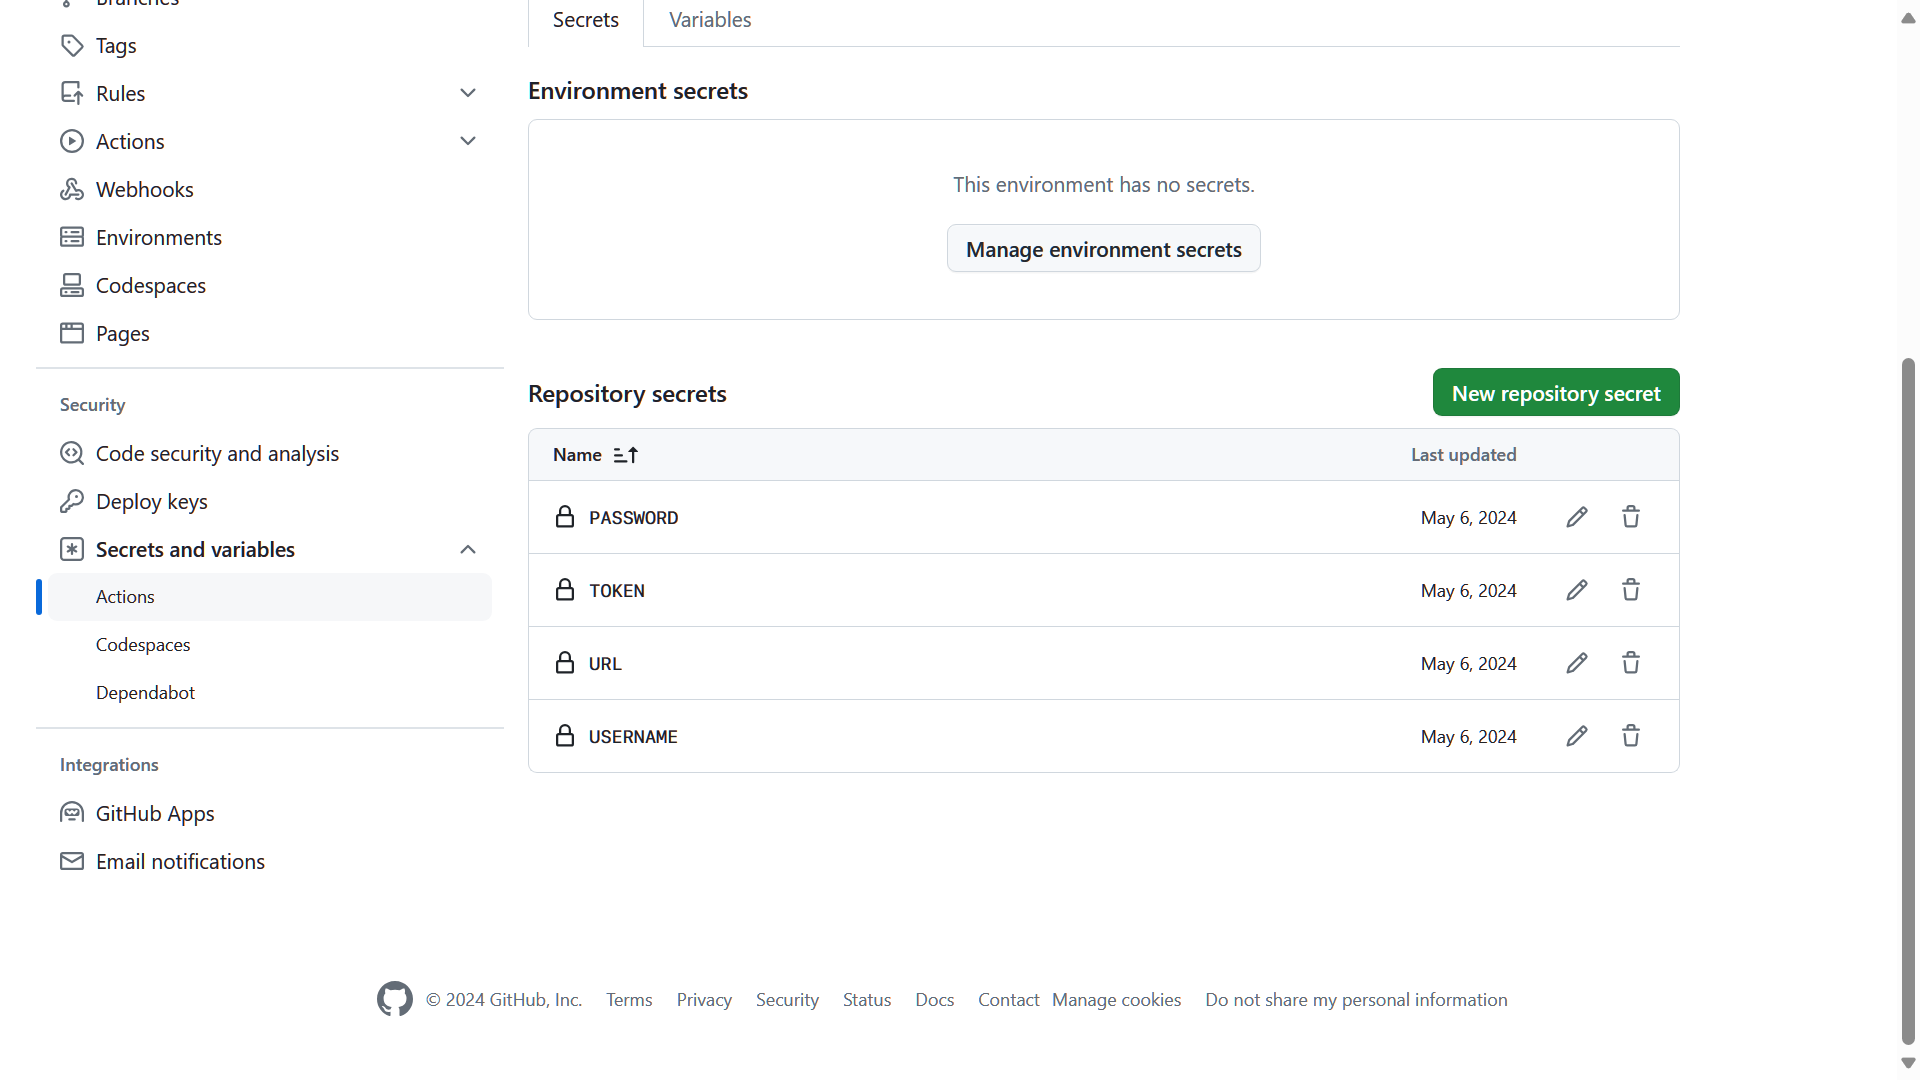 Branches
Tags
Rules
Actions
Webhooks
Environments
Codespaces
Pages
Security
Code security and analysis
Deploy keys
Secrets and variables
Actions
Codespaces
Dependabot
Integrations
GitHub Apps
Email notifications
Secrets Variables
Environment secrets
This environment has no secrets.
Manage environment secrets
Repository secrets New repository secret
Name Last updated
PASSWORD May 6, 2024
TOKEN May 6, 2024
URL May 6, 2024
USERNAME May 6, 2024
© 2024 GitHub, Inc. Terms Privacy Security Status Docs Contact Manage cookies Do not share my personal information